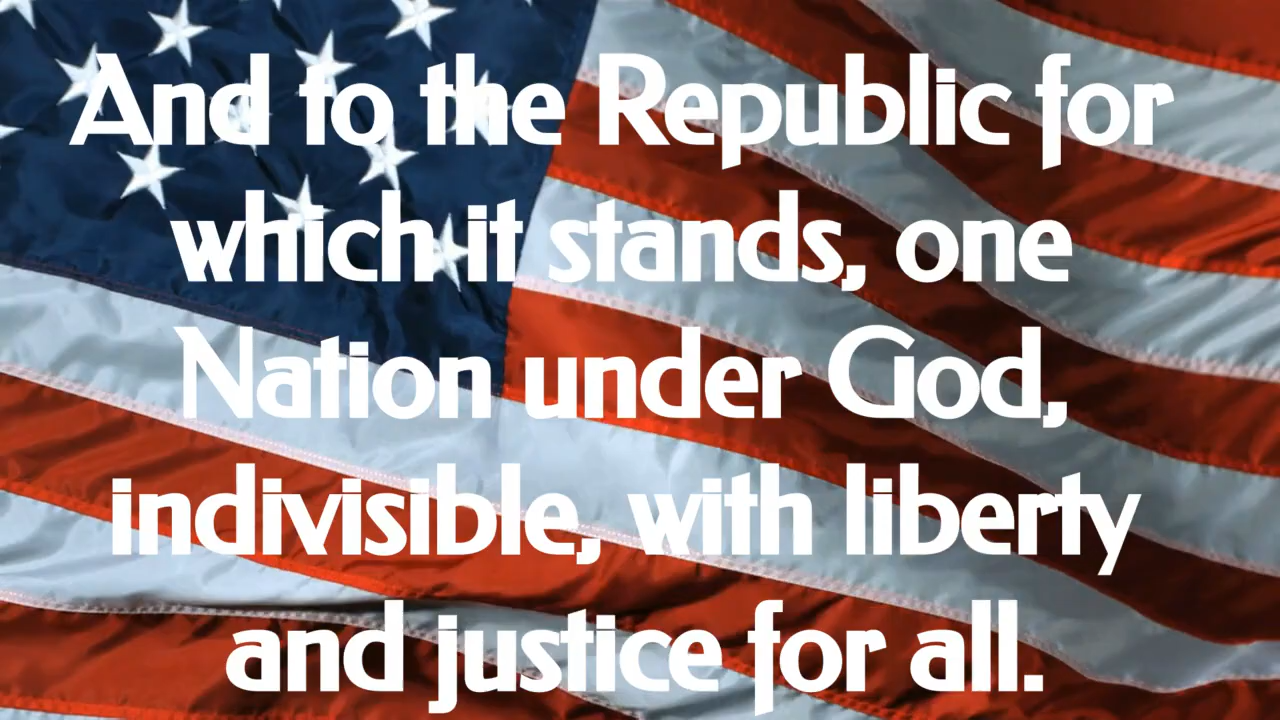 And to the Republic for
which it stands, one
Nation under God,
indivisible, with liberty
and justice for all.